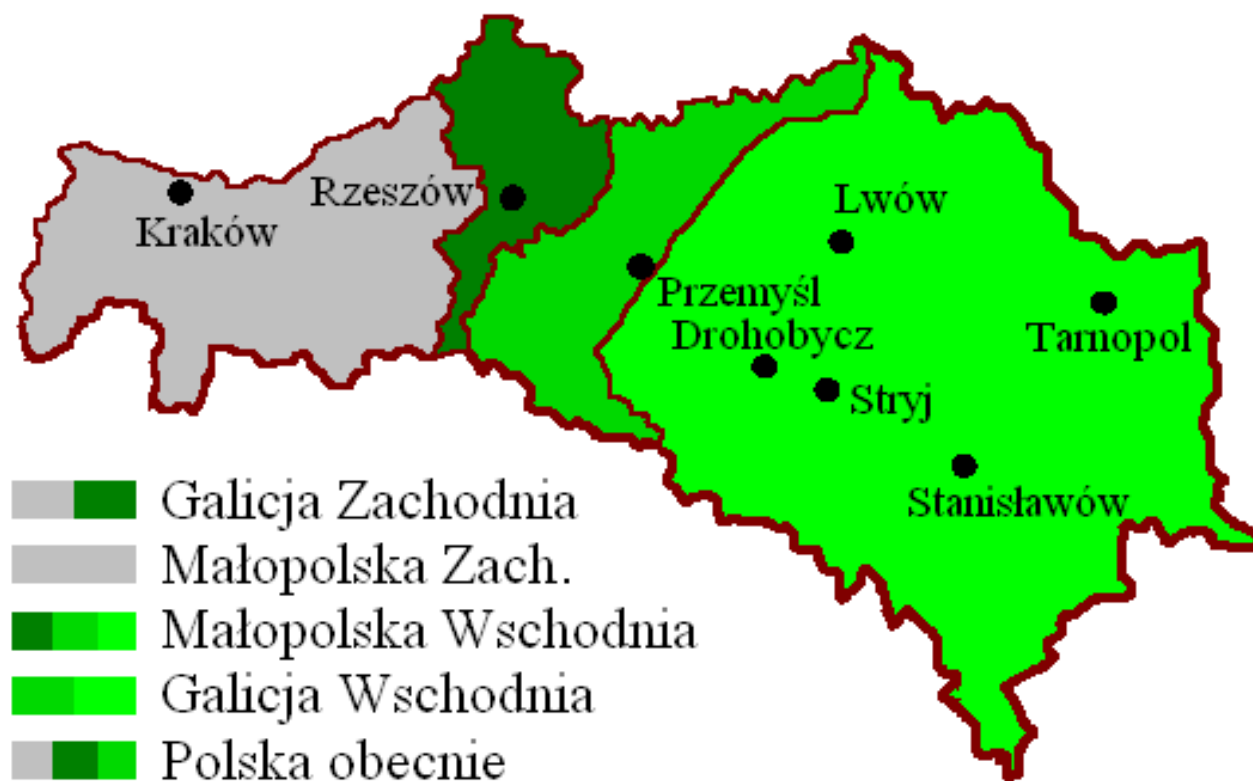 Lwów
Rzeszów
Kraków
Przemyśl
Tarnopol
Drohobycz
Stryj
Stanisławów
Galicja Zachodnia
Małopolska Zach.
Małopolska Wschodnia
Galicja Wschodnia
Polska obecnie